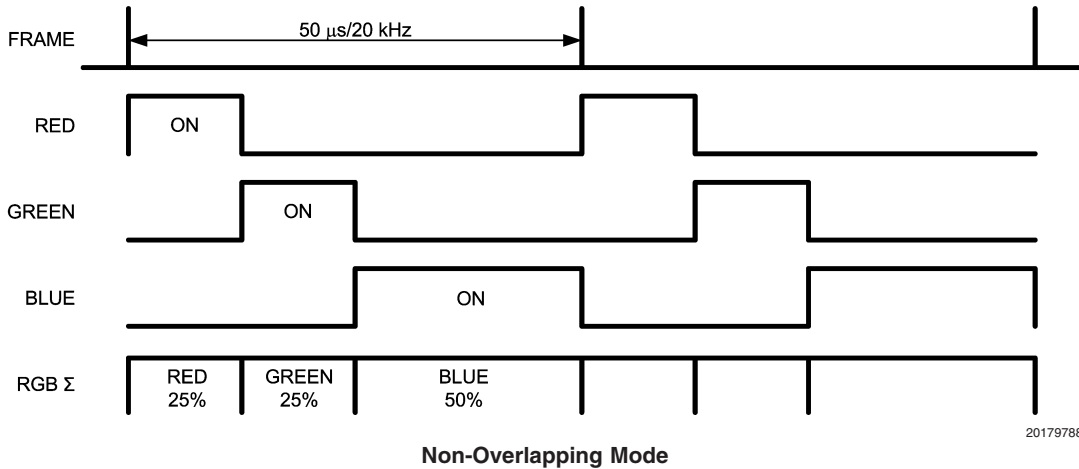 FRAME
50 μs/20 kHz
RED
ON
GREEN
ON
BLUE
ON
RGB Σ
RED
25%
GREEN
25%
BLUE
50%
20179788
Non-Overlapping Mode